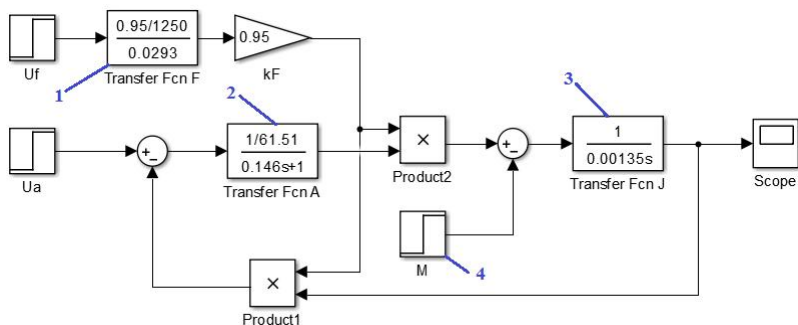 0.95/1250
0.0293
Uf
Transfer Fcn F
0.95
kF
1
2
3
1/61.51
0.146s+1
Transfer Fcn A
Ua
+
−
×
Product2
+
−
1
0.00135s
Transfer Fcn J
Scope
M
4
×
Product1